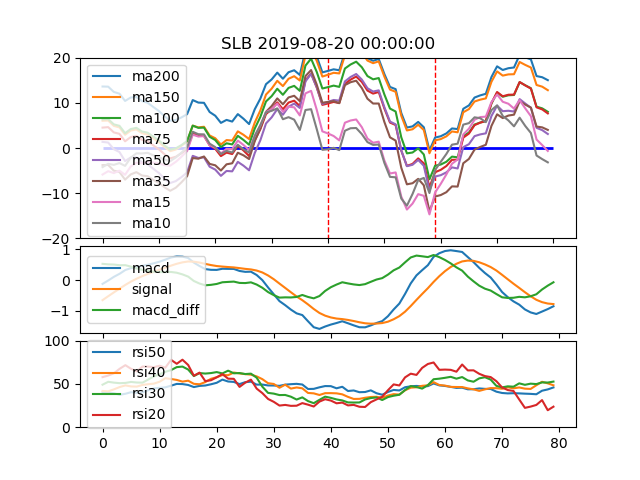 SLB 2019-08-20 00:00:00
20
10
0
−10
−20
ma200
ma150
ma100
ma75
ma50
ma35
ma15
ma10
1
0
−1
macd
signal
macd_diff
100
50
0
rsi50
rsi40
rsi30
rsi20
0 10 20 30 40 50 60 70 80